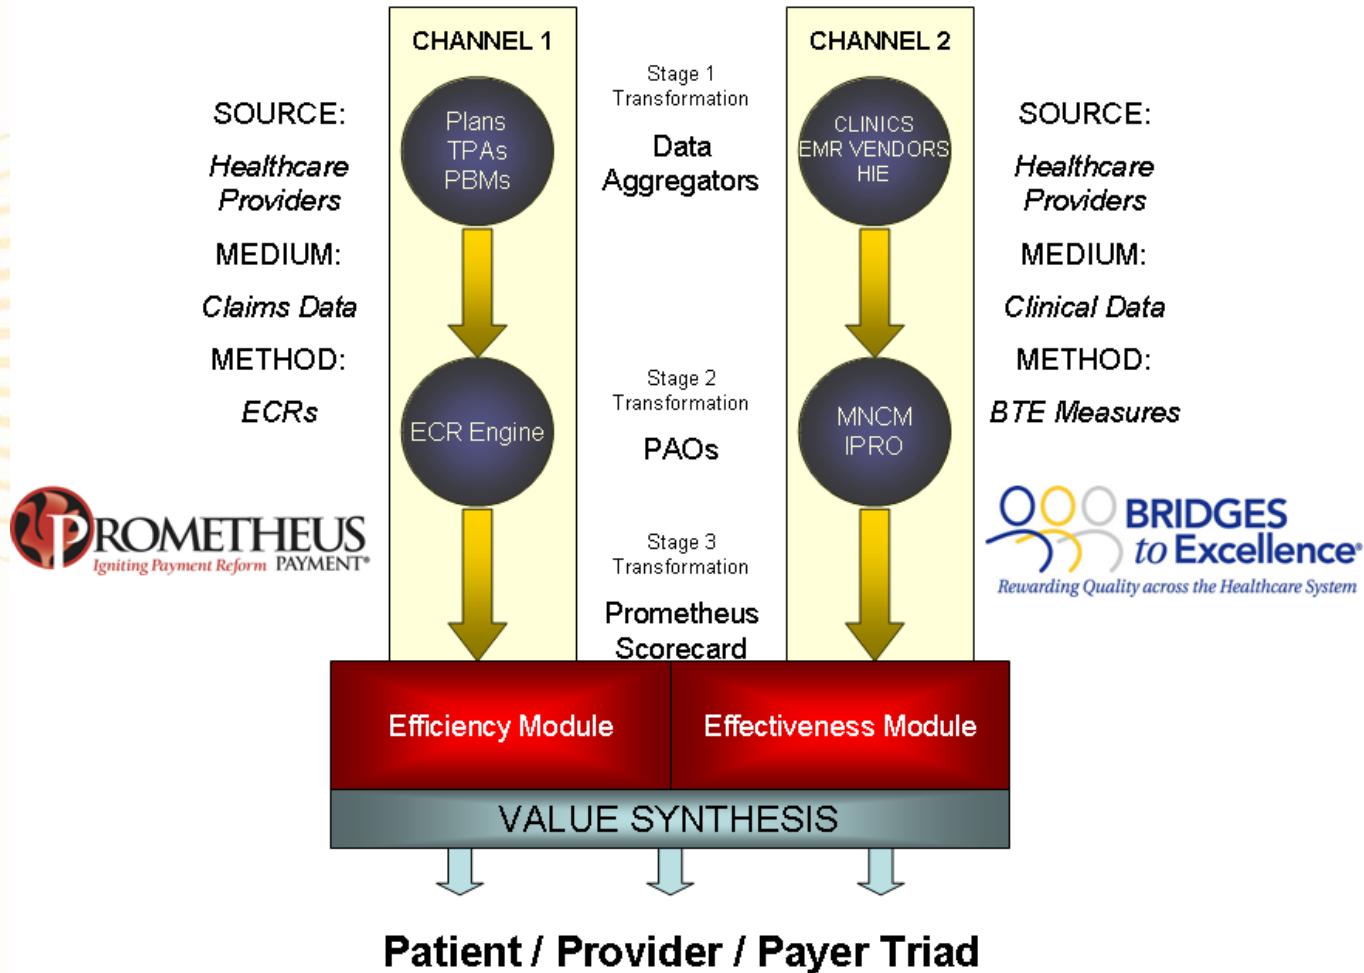 CHANNEL 1
CHANNEL 2
SOURCE:
Healthcare
Providers
MEDIUM:
Claims Data
METHOD:
ECRs
PROMETHEUS
Igniting Payment Reform PAYMENT®
Plans
TPAs
PBMs
ECR Engine
Stage 1
Transformation
Data
Aggregators
Stage 2
Transformation
PAOs
Stage 3
Transformation
Prometheus
Scorecard
CLINICS
EMR VENDORS
HIE
MNCM
IPRO
SOURCE:
Healthcare
Providers
MEDIUM:
Clinical Data
METHOD:
BTE Measures
BRIDGES
to Excellence®
Rewarding Quality across the Healthcare System
Efficiency Module
Effectiveness Module
VALUE SYNTHESIS
Patient / Provider / Payer Triad